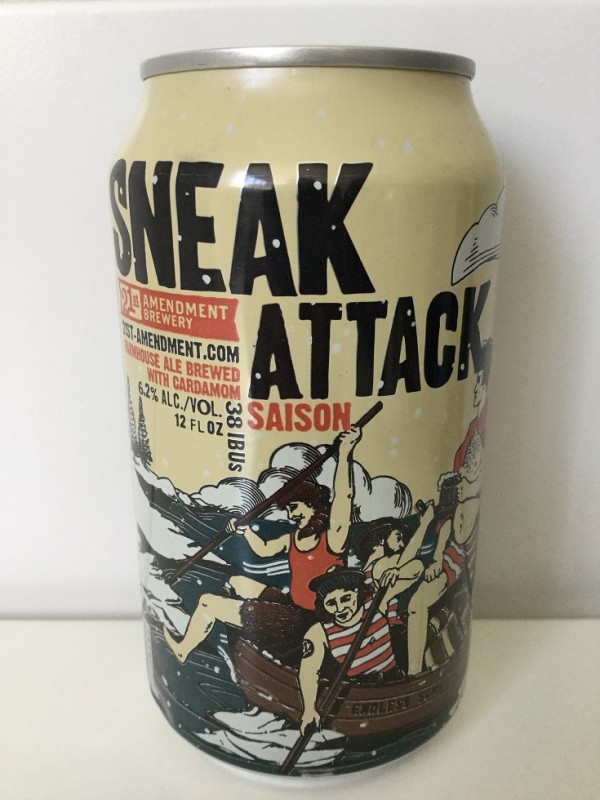 SNEAK
ATTACK
21st AMENDMENT
BREWERY
21ST-AMENDMENT.COM
FARMHOUSE ALE BREWED
WITH CARDAMOM
6.2% ALC./VOL.
12 FL OZ
38 IBUs
SAISON
ENDLESS